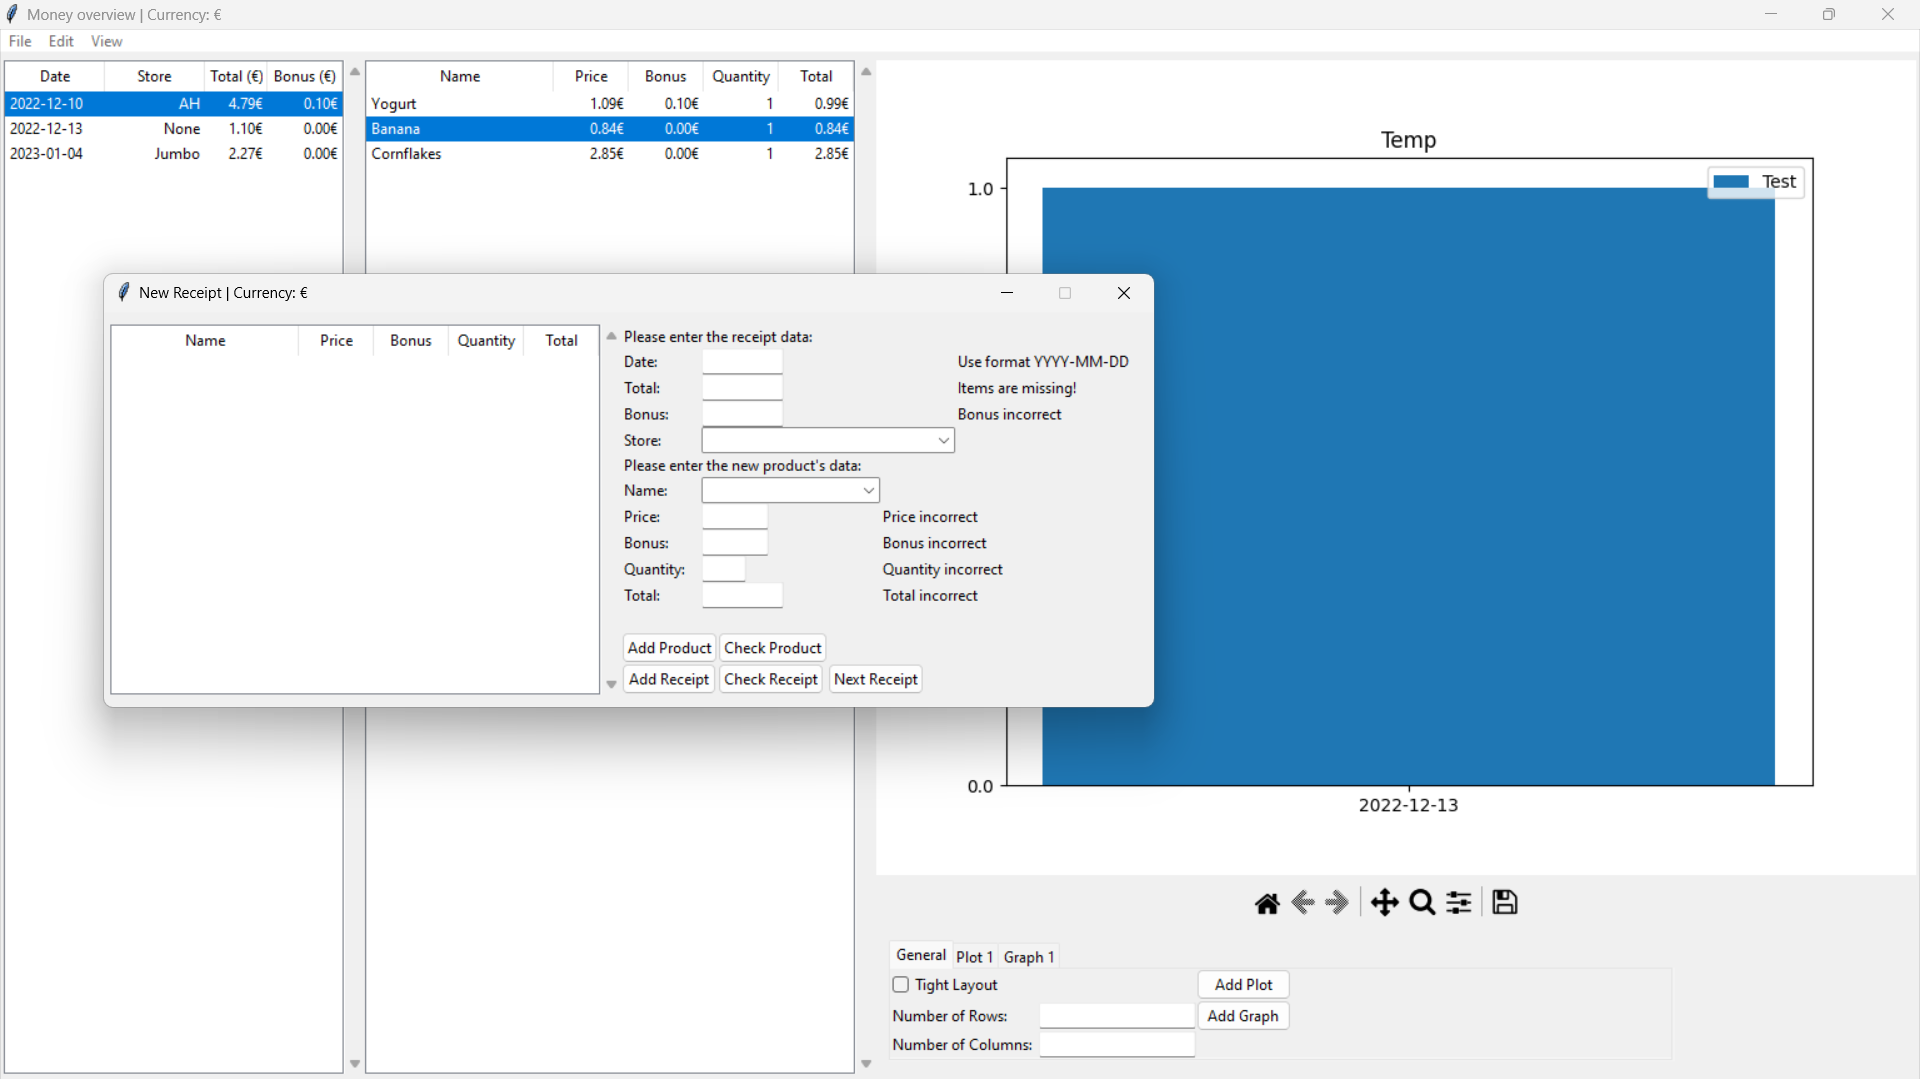 Money overview | Currency: €
File Edit View
Date Store Total (€) Bonus (€)
2022-12-10 AH 4.79€ 0.10€
2022-12-13 None 1.10€ 0.00€
2023-01-04 Jumbo 2.27€ 0.00€
Name Price Bonus Quantity Total
Yogurt 1.09€ 0.10€ 1 0.99€
Banana 0.84€ 0.00€ 1 0.84€
Cornflakes 2.85€ 0.00€ 1 2.85€
Temp
1.0
Test
0.0
2022-12-13
New Receipt | Currency: €
Name Price Bonus Quantity Total
Please enter the receipt data:
Date: Use format YYYY-MM-DD
Total: Items are missing!
Bonus: Bonus incorrect
Store:
Please enter the new product's data:
Name:
Price: Price incorrect
Bonus: Bonus incorrect
Quantity: Quantity incorrect
Total: Total incorrect
Add Product Check Product
Add Receipt Check Receipt Next Receipt
General Plot 1 Graph 1
Tight Layout Add Plot
Number of Rows: Add Graph
Number of Columns: